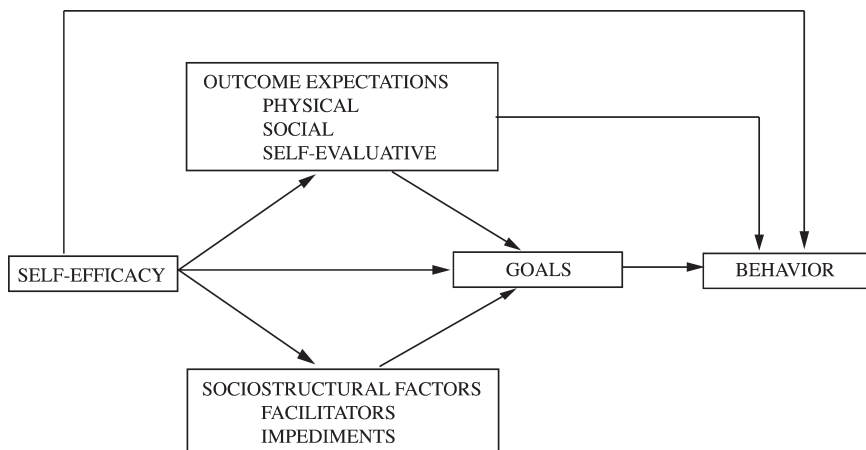 OUTCOME EXPECTATIONS
PHYSICAL
SOCIAL
SELF-EVALUATIVE
SELF-EFFICACY
GOALS
BEHAVIOR
SOCIOSTRUCTURAL FACTORS
FACILITATORS
IMPEDIMENTS